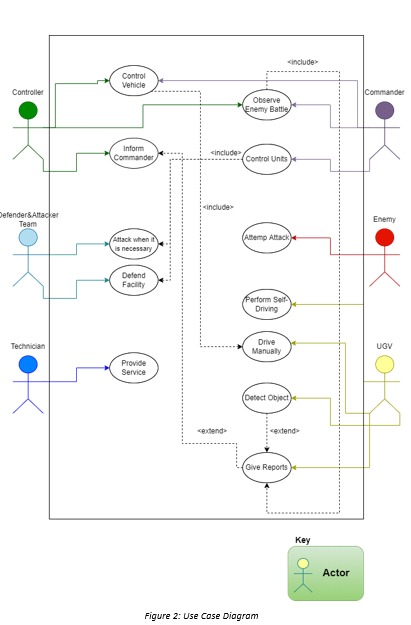 <include>
Controller
Control
Vehicle
Commander
Observe
Enemy Battle
Inform
Commander
<include>
Control Units
<include>
Defender&Attacker
Team
Enemy
Attack when it
is necessary
Attemp Attack
Defend
Facility
Perform Self-
Driving
Technician
Drive
Manually
UGV
Provide
Service
Detect Object
<extend>
<extend>
Give Reports
Key
Actor
Figure 2: Use Case Diagram